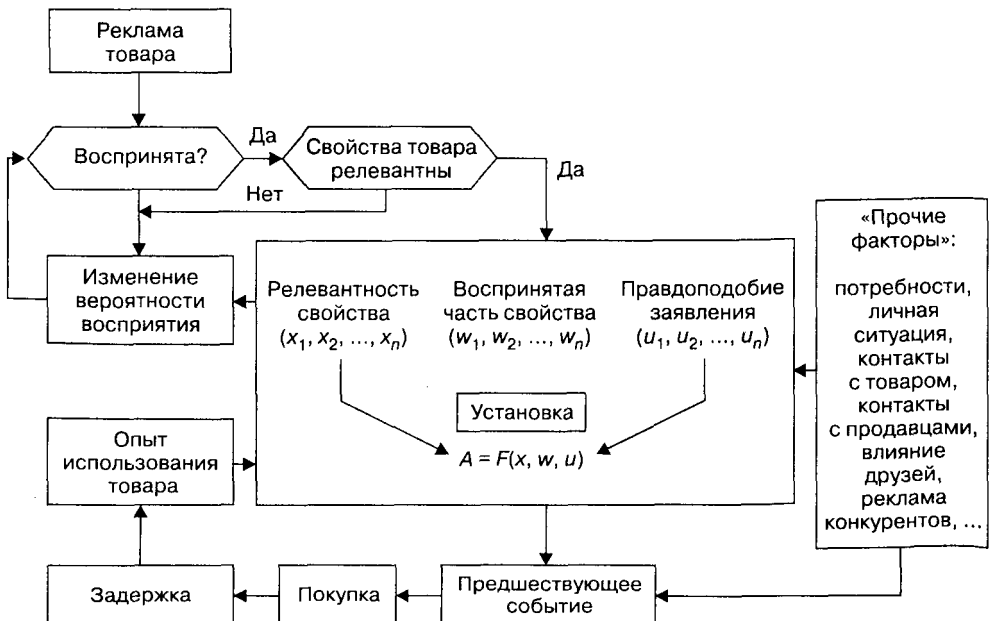 Реклама
товара
Воспринята?
Да
Свойства товара
релевантны
Да
Нет
Изменение
вероятности
восприятия
Релевантность
свойства
(x₁, x₂, ..., xₙ)
Воспринятая
часть свойства
(w₁, w₂, ..., wₙ)
Правдоподобие
заявления
(u₁, u₂, ..., uₙ)
Установка
A = F(x, w, u)
«Прочие
факторы»:
потребности,
личная
ситуация,
контакты
с товаром,
контакты
с продавцами,
влияние
друзей,
реклама
конкурентов, ...
Опыт
использования
товара
Задержка
Покупка
Предшествующее
событие